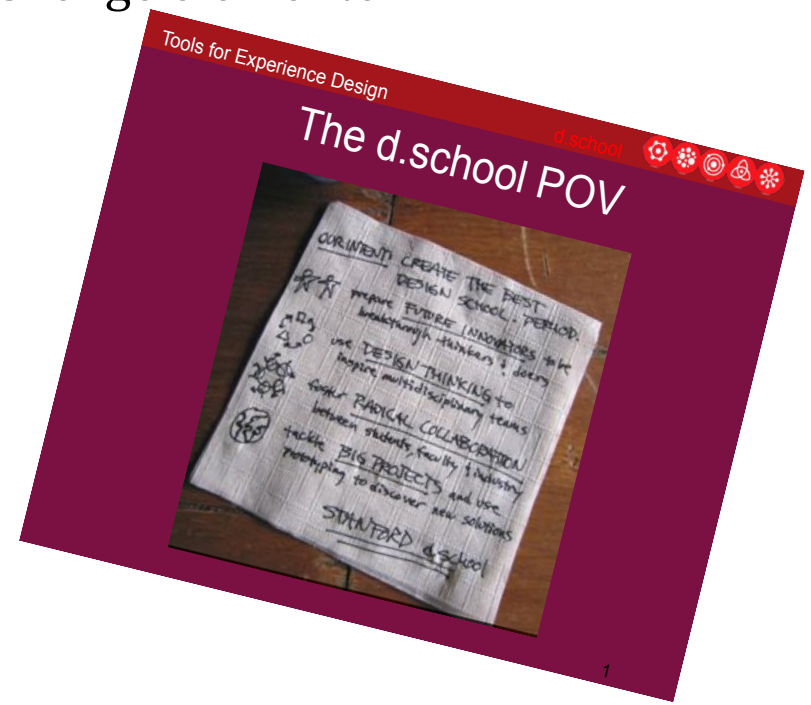 Tools for Experience Design
d.school
The d.school POV
OUR INTENT: CREATE THE BEST
DESIGN SCHOOL. PERIOD.
prepare FUTURE INNOVATORS to be
breakthrough thinkers & doers
use DESIGN THINKING to
inspire multidisciplinary teams
foster RADICAL COLLABORATION
between students, faculty & industry
tackle BIG PROJECTS and use
prototyping to discover new solutions
STANFORD d.school
1